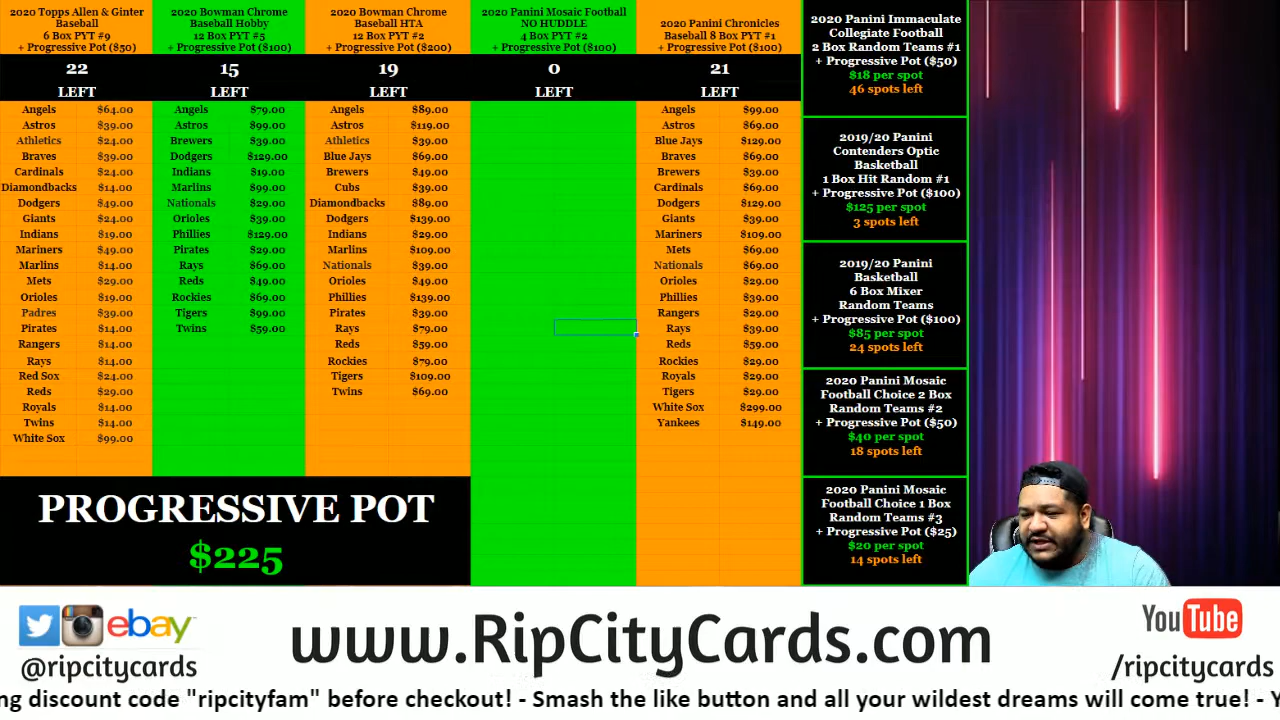 2020 Topps Allen & Ginter
Baseball
6 Box PYT #9
+ Progressive Pot ($50)
22
LEFT
Angels $64.00
Astros $39.00
Athletics $24.00
Braves $39.00
Cardinals $24.00
Diamondbacks $14.00
Dodgers $49.00
Giants $24.00
Indians $19.00
Mariners $49.00
Marlins $14.00
Mets $29.00
Orioles $19.00
Padres $39.00
Pirates $14.00
Rangers $14.00
Rays $14.00
Red Sox $24.00
Reds $29.00
Royals $14.00
Twins $14.00
White Sox $99.00
2020 Bowman Chrome
Baseball Hobby
12 Box PYT #5
+ Progressive Pot ($100)
15
LEFT
Angels $79.00
Astros $99.00
Brewers $39.00
Dodgers $129.00
Indians $19.00
Marlins $99.00
Nationals $29.00
Orioles $39.00
Phillies $129.00
Pirates $29.00
Rays $69.00
Reds $49.00
Rockies $69.00
Tigers $99.00
Twins $59.00
2020 Bowman Chrome
Baseball HTA
12 Box PYT #2
+ Progressive Pot ($200)
19
LEFT
Angels $89.00
Astros $119.00
Athletics $39.00
Blue Jays $69.00
Brewers $49.00
Cubs $39.00
Diamondbacks $89.00
Dodgers $139.00
Indians $29.00
Marlins $109.00
Nationals $39.00
Orioles $49.00
Phillies $139.00
Pirates $39.00
Rays $79.00
Reds $59.00
Rockies $79.00
Tigers $109.00
Twins $69.00
2020 Panini Mosaic Football
NO HUDDLE
4 Box PYT #2
+ Progressive Pot ($100)
0
LEFT
2020 Panini Chronicles
Baseball 8 Box PYT #1
+ Progressive Pot ($100)
21
LEFT
Angels $99.00
Astros $69.00
Blue Jays $129.00
Braves $69.00
Brewers $39.00
Cardinals $69.00
Dodgers $129.00
Giants $39.00
Mariners $109.00
Mets $69.00
Nationals $69.00
Orioles $29.00
Phillies $39.00
Rangers $29.00
Rays $39.00
Reds $59.00
Rockies $29.00
Royals $29.00
Tigers $29.00
White Sox $299.00
Yankees $149.00
2020 Panini Immaculate
Collegiate Football
2 Box Random Teams #1
+ Progressive Pot ($50)
$18 per spot
46 spots left
2019/20 Panini
Contenders Optic
Basketball
1 Box Hit Random #1
+ Progressive Pot ($100)
$125 per spot
3 spots left
2019/20 Panini
Basketball
6 Box Mixer
Random Teams
+ Progressive Pot ($100)
$85 per spot
24 spots left
2020 Panini Mosaic
Football Choice 2 Box
Random Teams #2
+ Progressive Pot ($50)
$40 per spot
18 spots left
2020 Panini Mosaic
Football Choice 1 Box
Random Teams #3
+ Progressive Pot ($25)
$20 per spot
14 spots left
PROGRESSIVE POT
$225
ebay
@ripcitycards
www.RipCityCards.com
YouTube
/ripcitycards
ng discount code "ripcityfam" before checkout! - Smash the like button and all your wildest dreams will come true! - Y